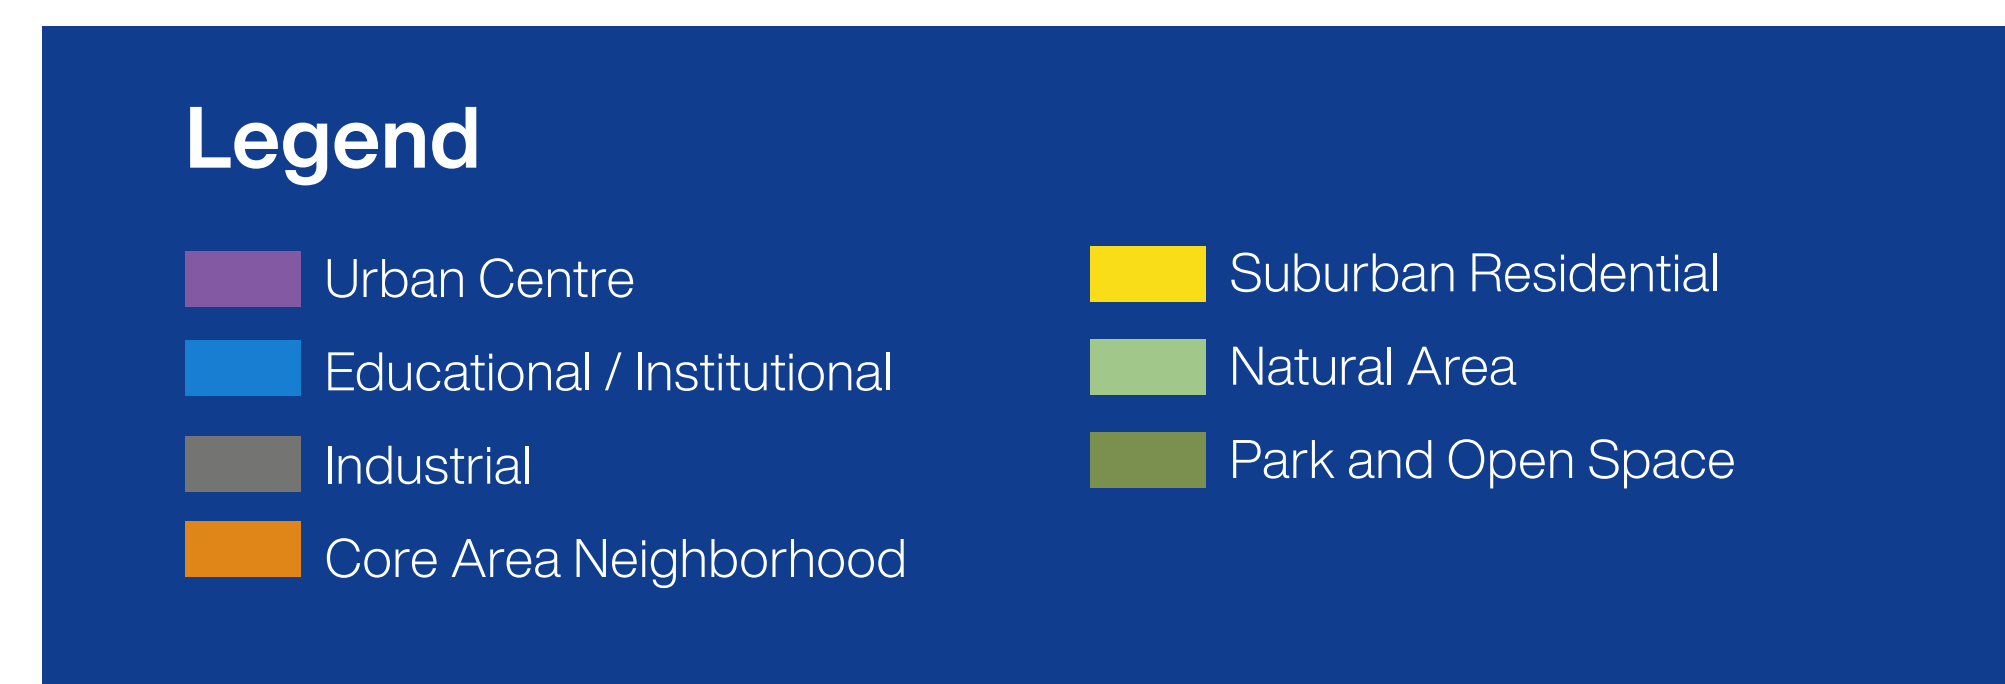 Legend
Urban Centre
Educational / Institutional
Industrial
Core Area Neighborhood
Suburban Residential
Natural Area
Park and Open Space